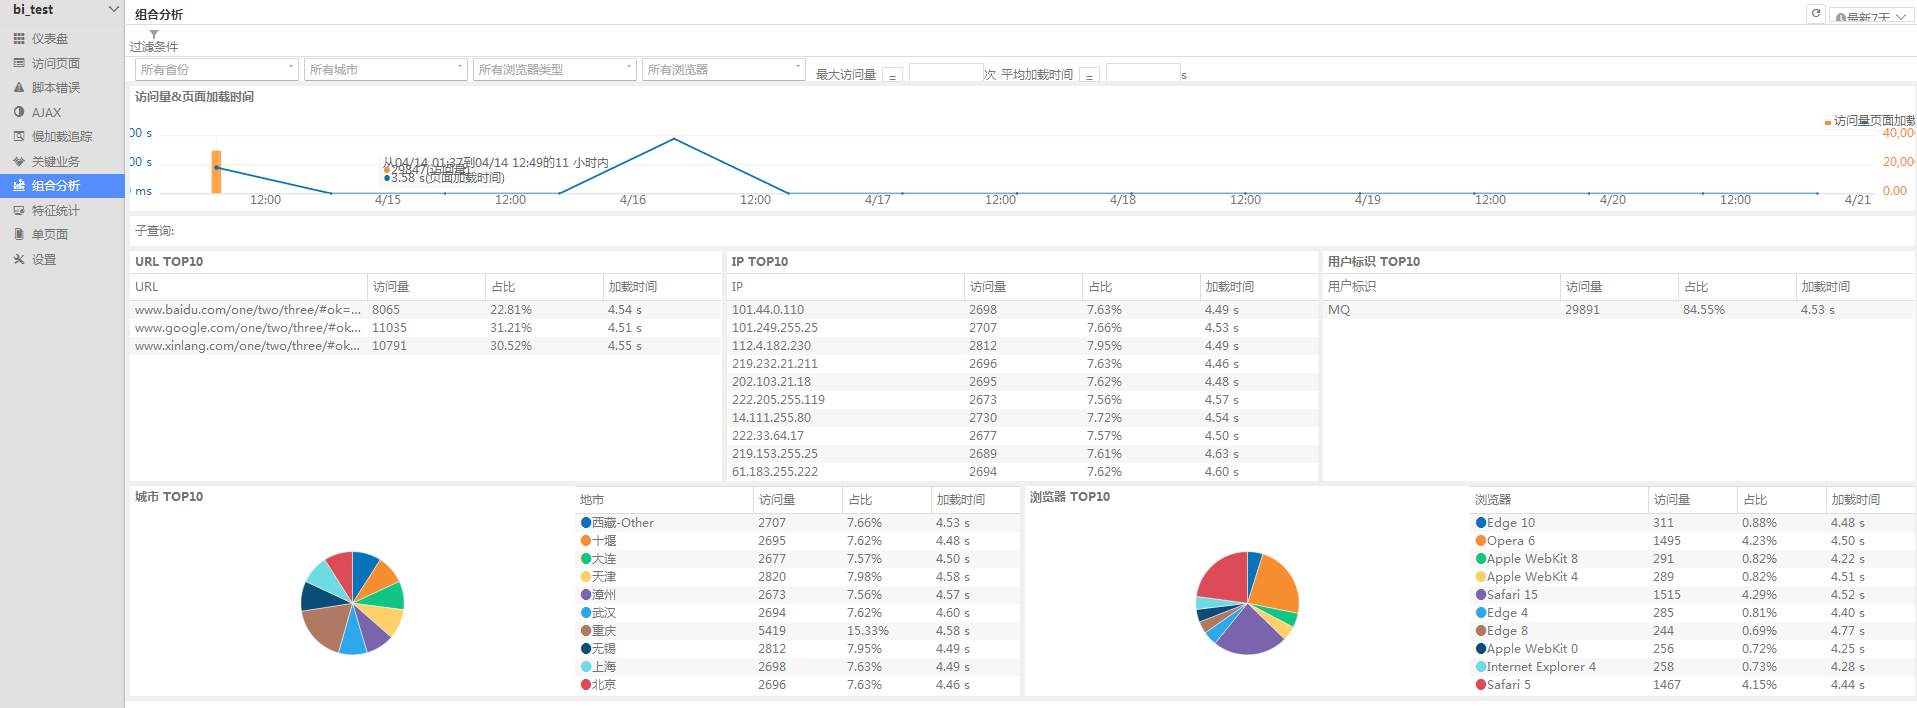 bi_test
仪表盘
访问页面
脚本错误
AJAX
慢加载追踪
关键业务
组合分析
特征统计
单页面
设置
组合分析
最新7天
过滤条件
所有省份 所有城市 所有浏览器类型 所有浏览器 最大访问量 = 次 平均加载时间 = s
访问量&页面加载时间
访问量页面加载
00 s 40,00
00 s 20,00
0 ms 0.00
从04/14 01:37到04/14 12:49的11 小时内
29847(访问量)
3.58 s(页面加载时间)
12:00 4/15 12:00 4/16 12:00 4/17 12:00 4/18 12:00 4/19 12:00 4/20 12:00 4/21
子查询:
URL TOP10
URL 访问量 占比 加载时间
www.baidu.com/one/two/three/#ok=... 8065 22.81% 4.54 s
www.google.com/one/two/three/#ok... 11035 31.21% 4.51 s
www.xinlang.com/one/two/three/#ok... 10791 30.52% 4.55 s
IP TOP10
IP 访问量 占比 加载时间
101.44.0.110 2698 7.63% 4.49 s
101.249.255.25 2707 7.66% 4.53 s
112.4.182.230 2812 7.95% 4.49 s
219.232.21.211 2696 7.63% 4.46 s
202.103.21.18 2695 7.62% 4.48 s
222.205.255.119 2673 7.56% 4.57 s
14.111.255.80 2730 7.72% 4.54 s
222.33.64.17 2677 7.57% 4.50 s
219.153.255.25 2689 7.61% 4.63 s
61.183.255.222 2694 7.62% 4.60 s
用户标识 TOP10
用户标识 访问量 占比 加载时间
MQ 29891 84.55% 4.53 s
城市 TOP10
地市 访问量 占比 加载时间
西藏-Other 2707 7.66% 4.53 s
十堰 2695 7.62% 4.48 s
大连 2677 7.57% 4.50 s
天津 2820 7.98% 4.58 s
漳州 2673 7.56% 4.57 s
武汉 2694 7.62% 4.60 s
重庆 5419 15.33% 4.58 s
无锡 2812 7.95% 4.49 s
上海 2698 7.63% 4.49 s
北京 2696 7.63% 4.46 s
浏览器 TOP10
浏览器 访问量 占比 加载时间
Edge 10 311 0.88% 4.48 s
Opera 6 1495 4.23% 4.50 s
Apple WebKit 8 291 0.82% 4.22 s
Apple WebKit 4 289 0.82% 4.51 s
Safari 15 1515 4.29% 4.52 s
Edge 4 285 0.81% 4.40 s
Edge 8 244 0.69% 4.77 s
Apple WebKit 0 256 0.72% 4.25 s
Internet Explorer 4 258 0.73% 4.28 s
Safari 5 1467 4.15% 4.44 s